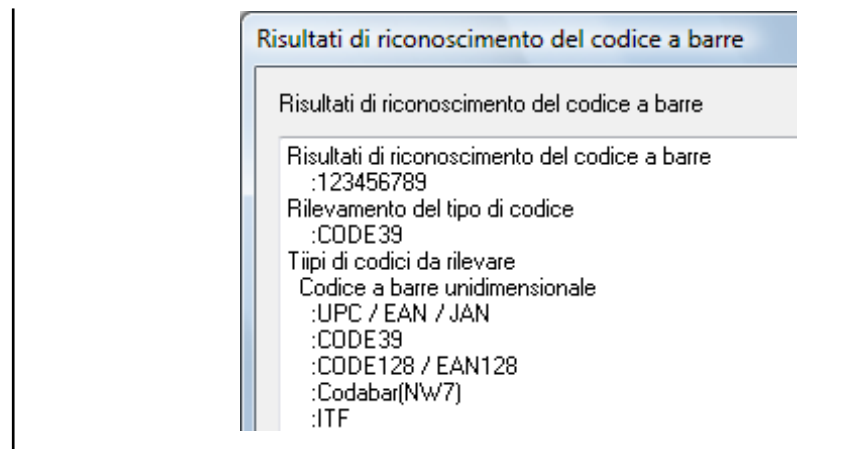 Risultati di riconoscimento del codice a barre
Risultati di riconoscimento del codice a barre
Risultati di riconoscimento del codice a barre
:123456789
Rilevamento del tipo di codice
:CODE39
Tiipi di codici da rilevare
Codice a barre unidimensionale
:UPC / EAN / JAN
:CODE39
:CODE128 / EAN128
:Codabar(NW7)
:ITF